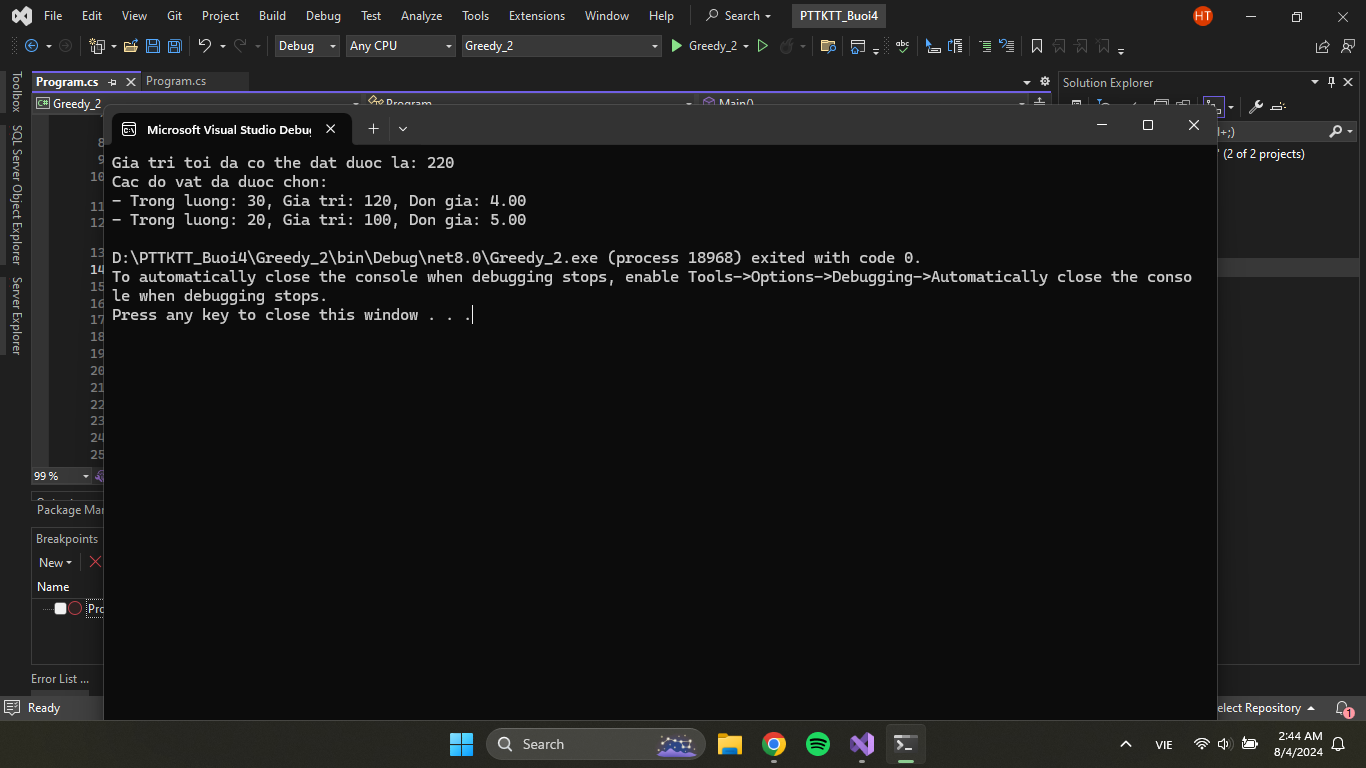 File Edit View Git Project Build Debug Test Analyze Tools Extensions Window Help Search PTTKTT_Buoi4 HT
Debug Any CPU Greedy_2 Greedy_2
Toolbox
SQL Server Object Explorer
Server Explorer
Program.cs Program.cs
Solution Explorer
Greedy_2 Program Main()
Microsoft Visual Studio Debu
+;)
(2 of 2 projects)
Gia tri toi da co the dat duoc la: 220
Cac do vat da duoc chon:
- Trong luong: 30, Gia tri: 120, Don gia: 4.00
- Trong luong: 20, Gia tri: 100, Don gia: 5.00
D:\PTTKTT_Buoi4\Greedy_2\bin\Debug\net8.0\Greedy_2.exe (process 18968) exited with code 0.
To automatically close the console when debugging stops, enable Tools->Options->Debugging->Automatically close the conso
le when debugging stops.
Press any key to close this window . . .
8
9
10
11
12
13
14
15
16
17
18
19
20
21
22
23
24
25
99 %
Package Mar
Breakpoints
New
Name
Pro
Error List ...
Ready
elect Repository
1
Search
VIE
2:44 AM
8/4/2024